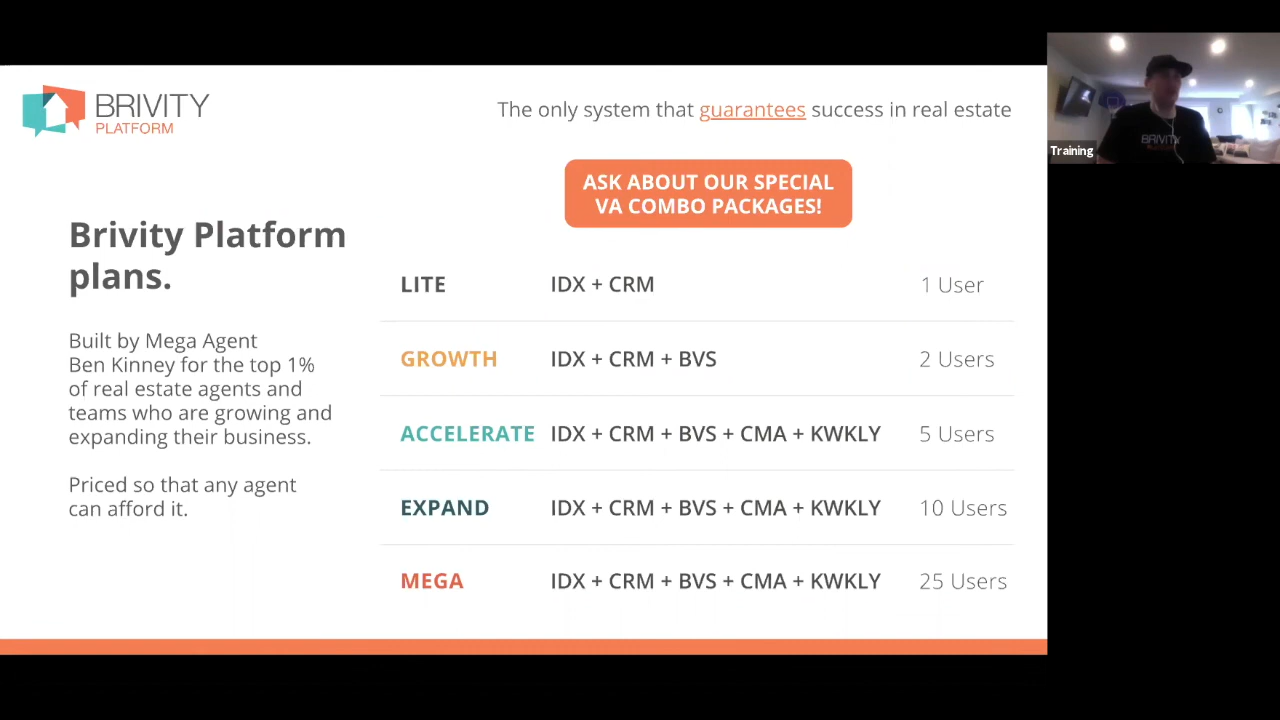 BRIVITY
PLATFORM
The only system that guarantees success in real estate
ASK ABOUT OUR SPECIAL
VA COMBO PACKAGES!
Brivity Platform
plans.
Built by Mega Agent
Ben Kinney for the top 1%
of real estate agents and
teams who are growing and
expanding their business.
Priced so that any agent
can afford it.
LITE IDX + CRM 1 User
GROWTH IDX + CRM + BVS 2 Users
ACCELERATE IDX + CRM + BVS + CMA + KWKLY 5 Users
EXPAND IDX + CRM + BVS + CMA + KWKLY 10 Users
MEGA IDX + CRM + BVS + CMA + KWKLY 25 Users
BRIVITY
Training